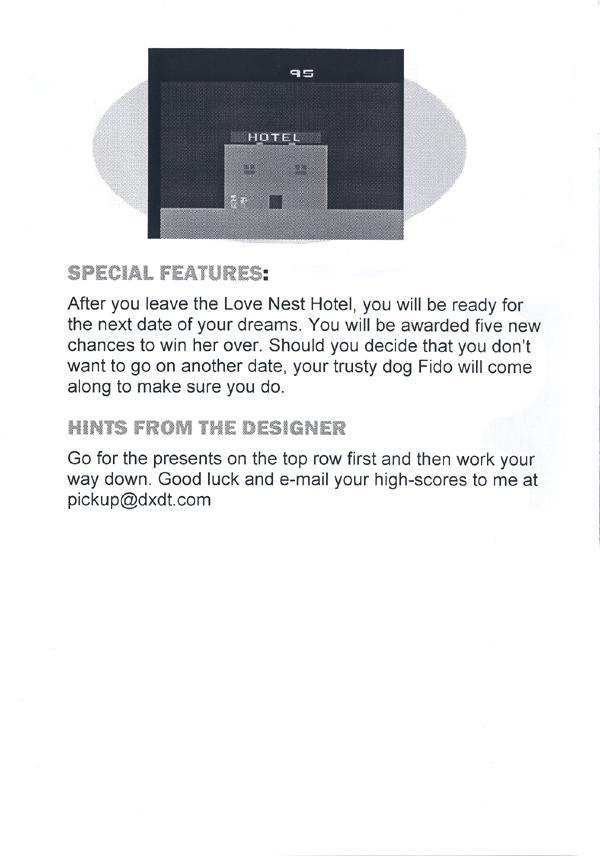 95
HOTEL
SPECIAL FEATURES:
After you leave the Love Nest Hotel, you will be ready for
the next date of your dreams. You will be awarded five new
chances to win her over. Should you decide that you don't
want to go on another date, your trusty dog Fido will come
along to make sure you do.
HINTS FROM THE DESIGNER
Go for the presents on the top row first and then work your
way down. Good luck and e-mail your high-scores to me at
pickup@dxdt.com